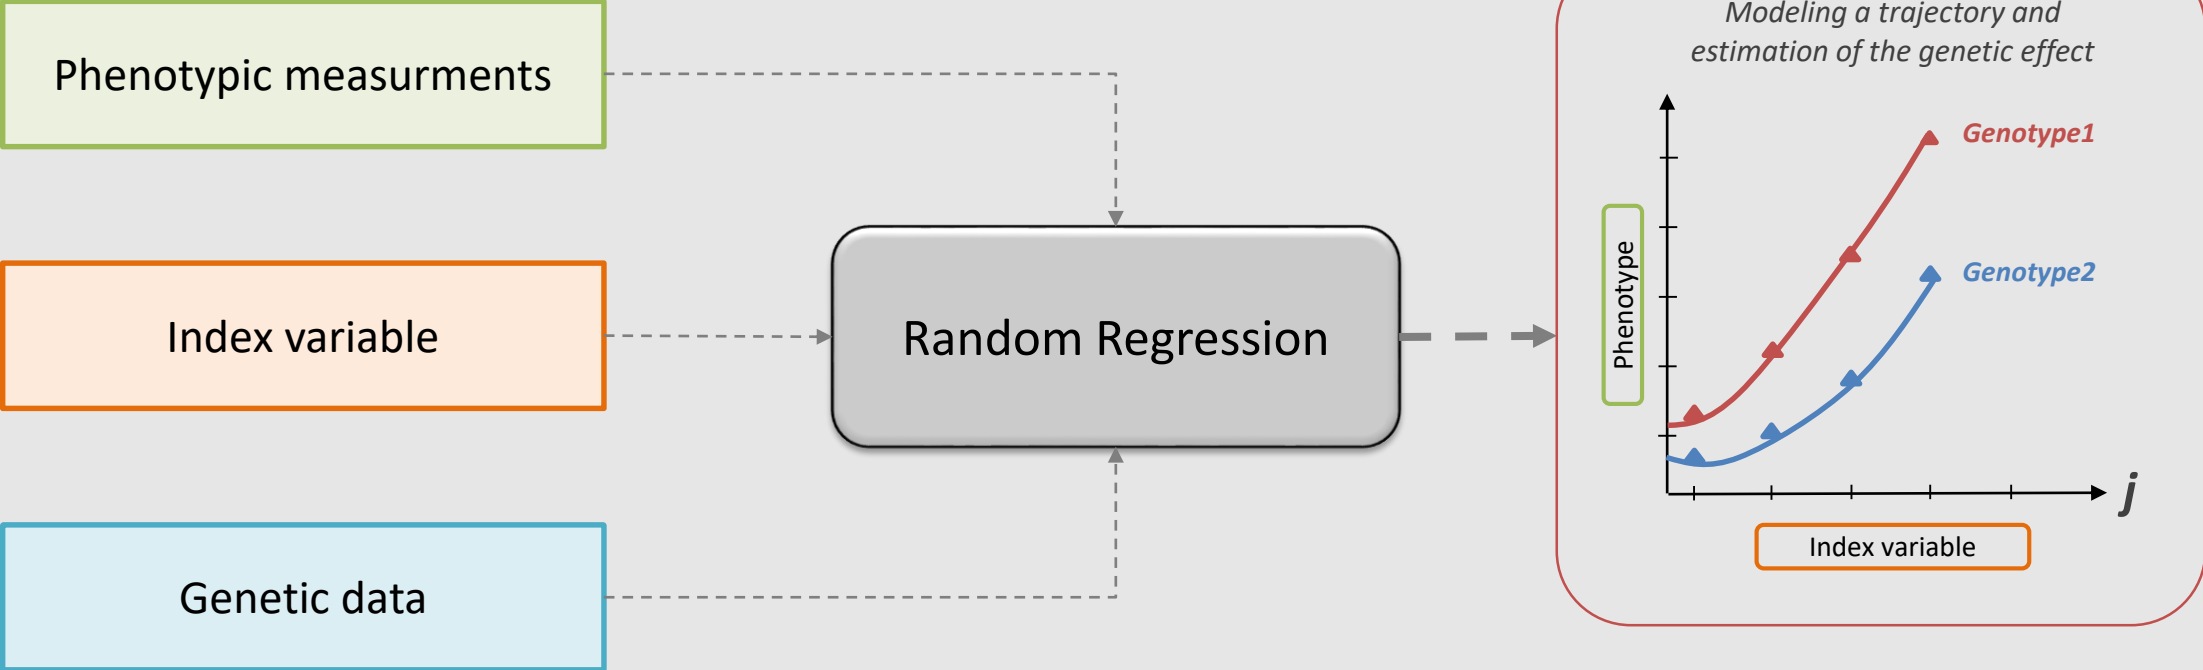 Phenotypic measurments
Index variable
Genetic data
Random Regression
Modeling a trajectory and
estimation of the genetic effect
Genotype1
Genotype2
Phenotype
j
Index variable